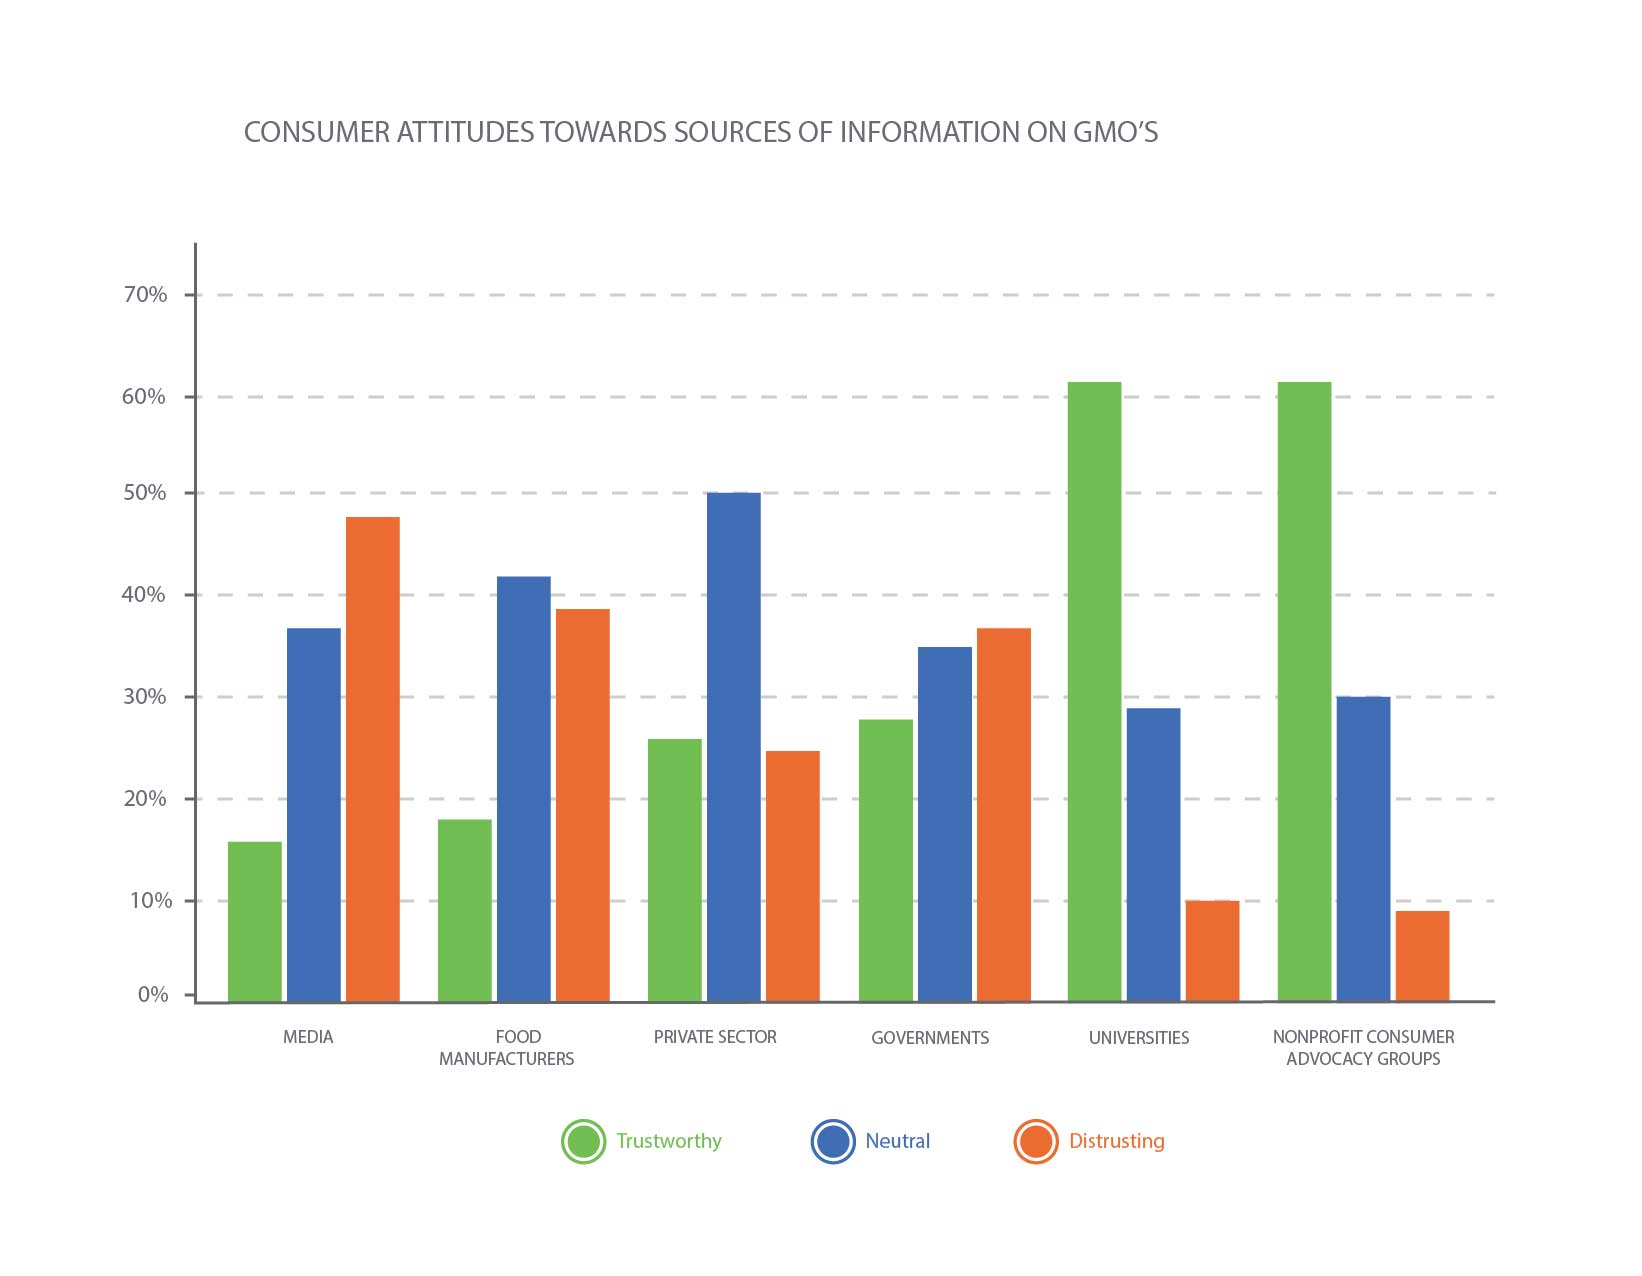 CONSUMER ATTITUDES TOWARDS SOURCES OF INFORMATION ON GMO'S
70%
60%
50%
40%
30%
20%
10%
0%
MEDIA
FOOD
MANUFACTURERS
PRIVATE SECTOR
GOVERNMENTS
UNIVERSITIES
NONPROFIT CONSUMER
ADVOCACY GROUPS
Trustworthy
Neutral
Distrusting